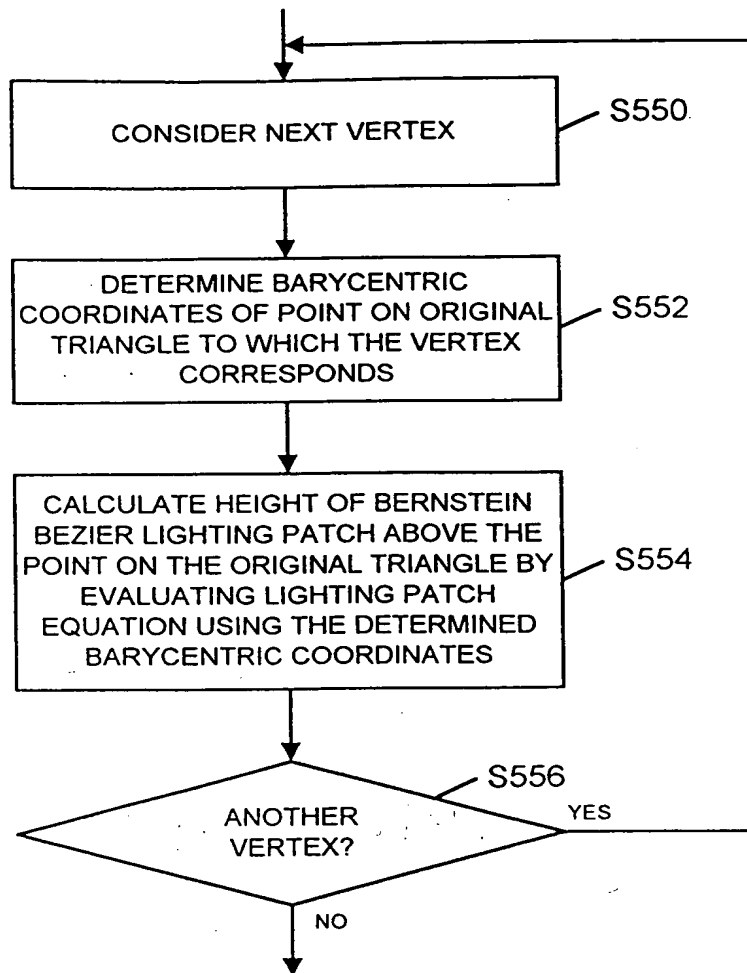 CONSIDER NEXT VERTEX
S550
DETERMINE BARYCENTRIC
COORDINATES OF POINT ON ORIGINAL
TRIANGLE TO WHICH THE VERTEX
CORRESPONDS
S552
CALCULATE HEIGHT OF BERNSTEIN
BEZIER LIGHTING PATCH ABOVE THE
POINT ON THE ORIGINAL TRIANGLE BY
EVALUATING LIGHTING PATCH
EQUATION USING THE DETERMINED
BARYCENTRIC COORDINATES
S554
S556
ANOTHER
VERTEX?
YES
NO